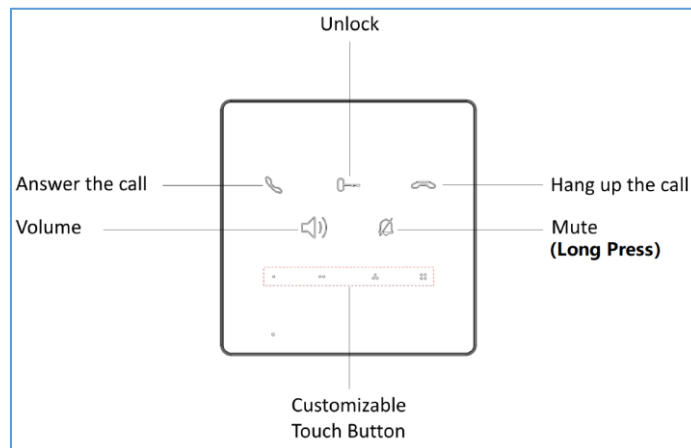 Unlock
Answer the call
Hang up the call
Volume
Mute
(Long Press)
Customizable
Touch Button